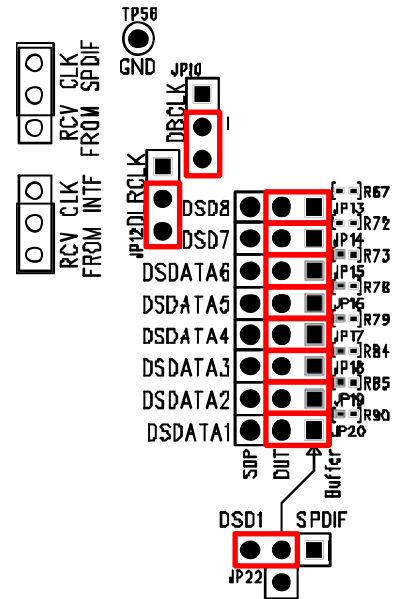 TP58
GND
RCV CLK
FROM SPDIF
JP10
DBCLK
RCV CLK
FROM INTF
DLRCLK
JP12
DSD8
DSD7
DSDATA6
DSDATA5
DSDATA4
DSDATA3
DSDATA2
DSDATA1
R67
JP13
R72
JP14
R73
JP15
R78
JP16
R79
JP17
R84
JP18
R85
JP19
R90
JP20
SDP
DUT
Buffer
DSD1
SPDIF
JP22